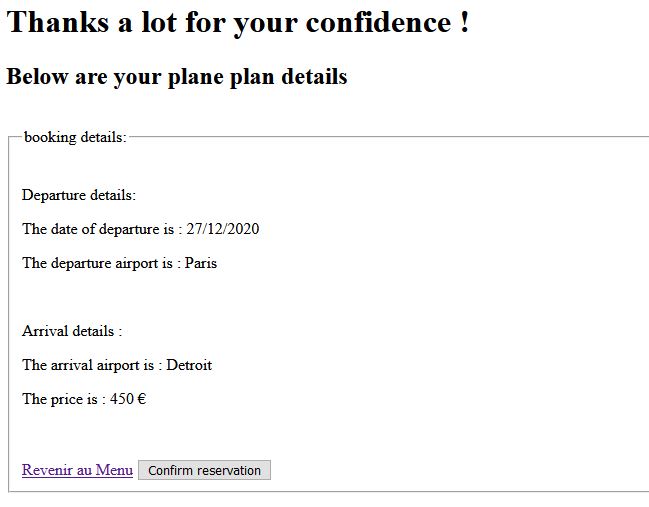 Thanks a lot for your confidence !
Below are your plane plan details
booking details:
Departure details:
The date of departure is : 27/12/2020
The departure airport is : Paris
Arrival details :
The arrival airport is : Detroit
The price is : 450 €
Revenir au Menu Confirm reservation